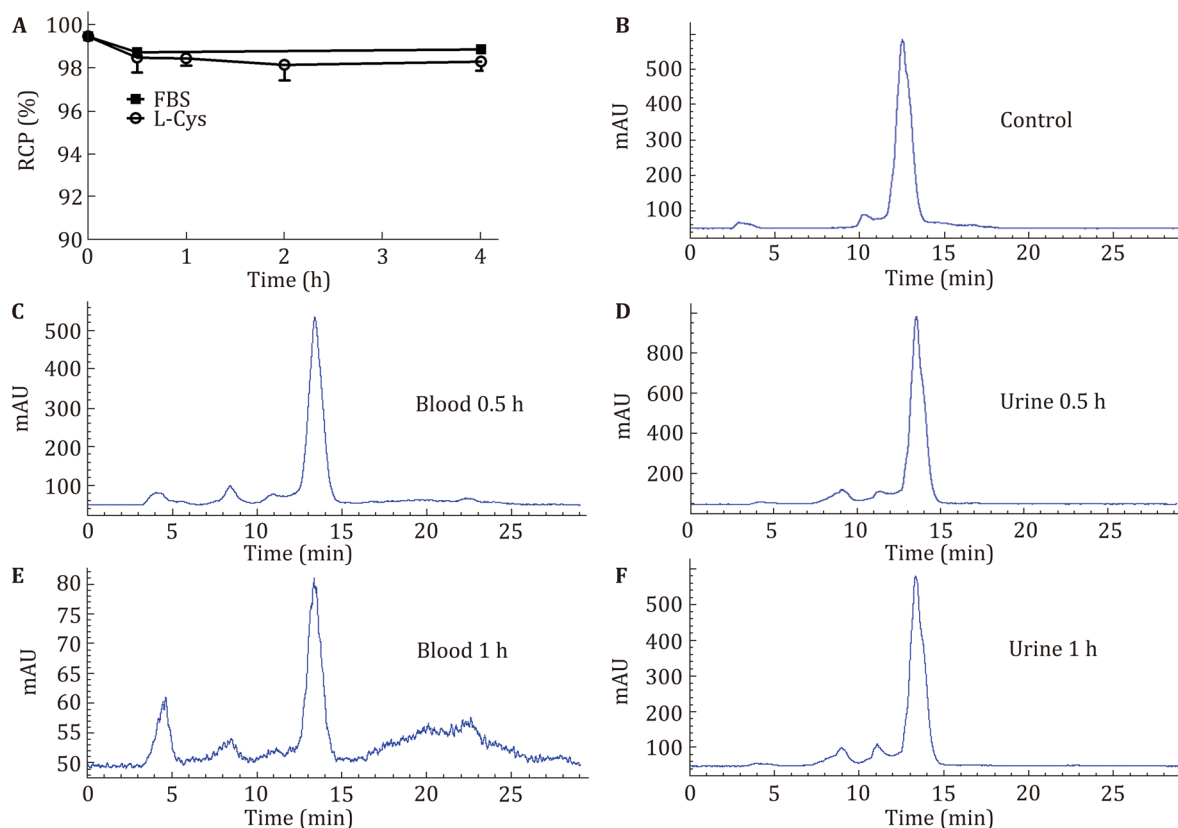 A
100
98
96
94
92
90
RCP (%)
FBS
L-Cys
0 1 2 3 4
Time (h)
B
500
400
300
200
100
mAU
Control
0 5 10 15 20 25
Time (min)
C
500
400
300
200
100
mAU
Blood 0.5 h
0 5 10 15 20 25
Time (min)
D
800
600
400
200
mAU
Urine 0.5 h
0 5 10 15 20 25
Time (min)
E
80
75
70
65
60
55
50
mAU
Blood 1 h
0 5 10 15 20 25
Time (min)
F
500
400
300
200
100
mAU
Urine 1 h
0 5 10 15 20 25
Time (min)